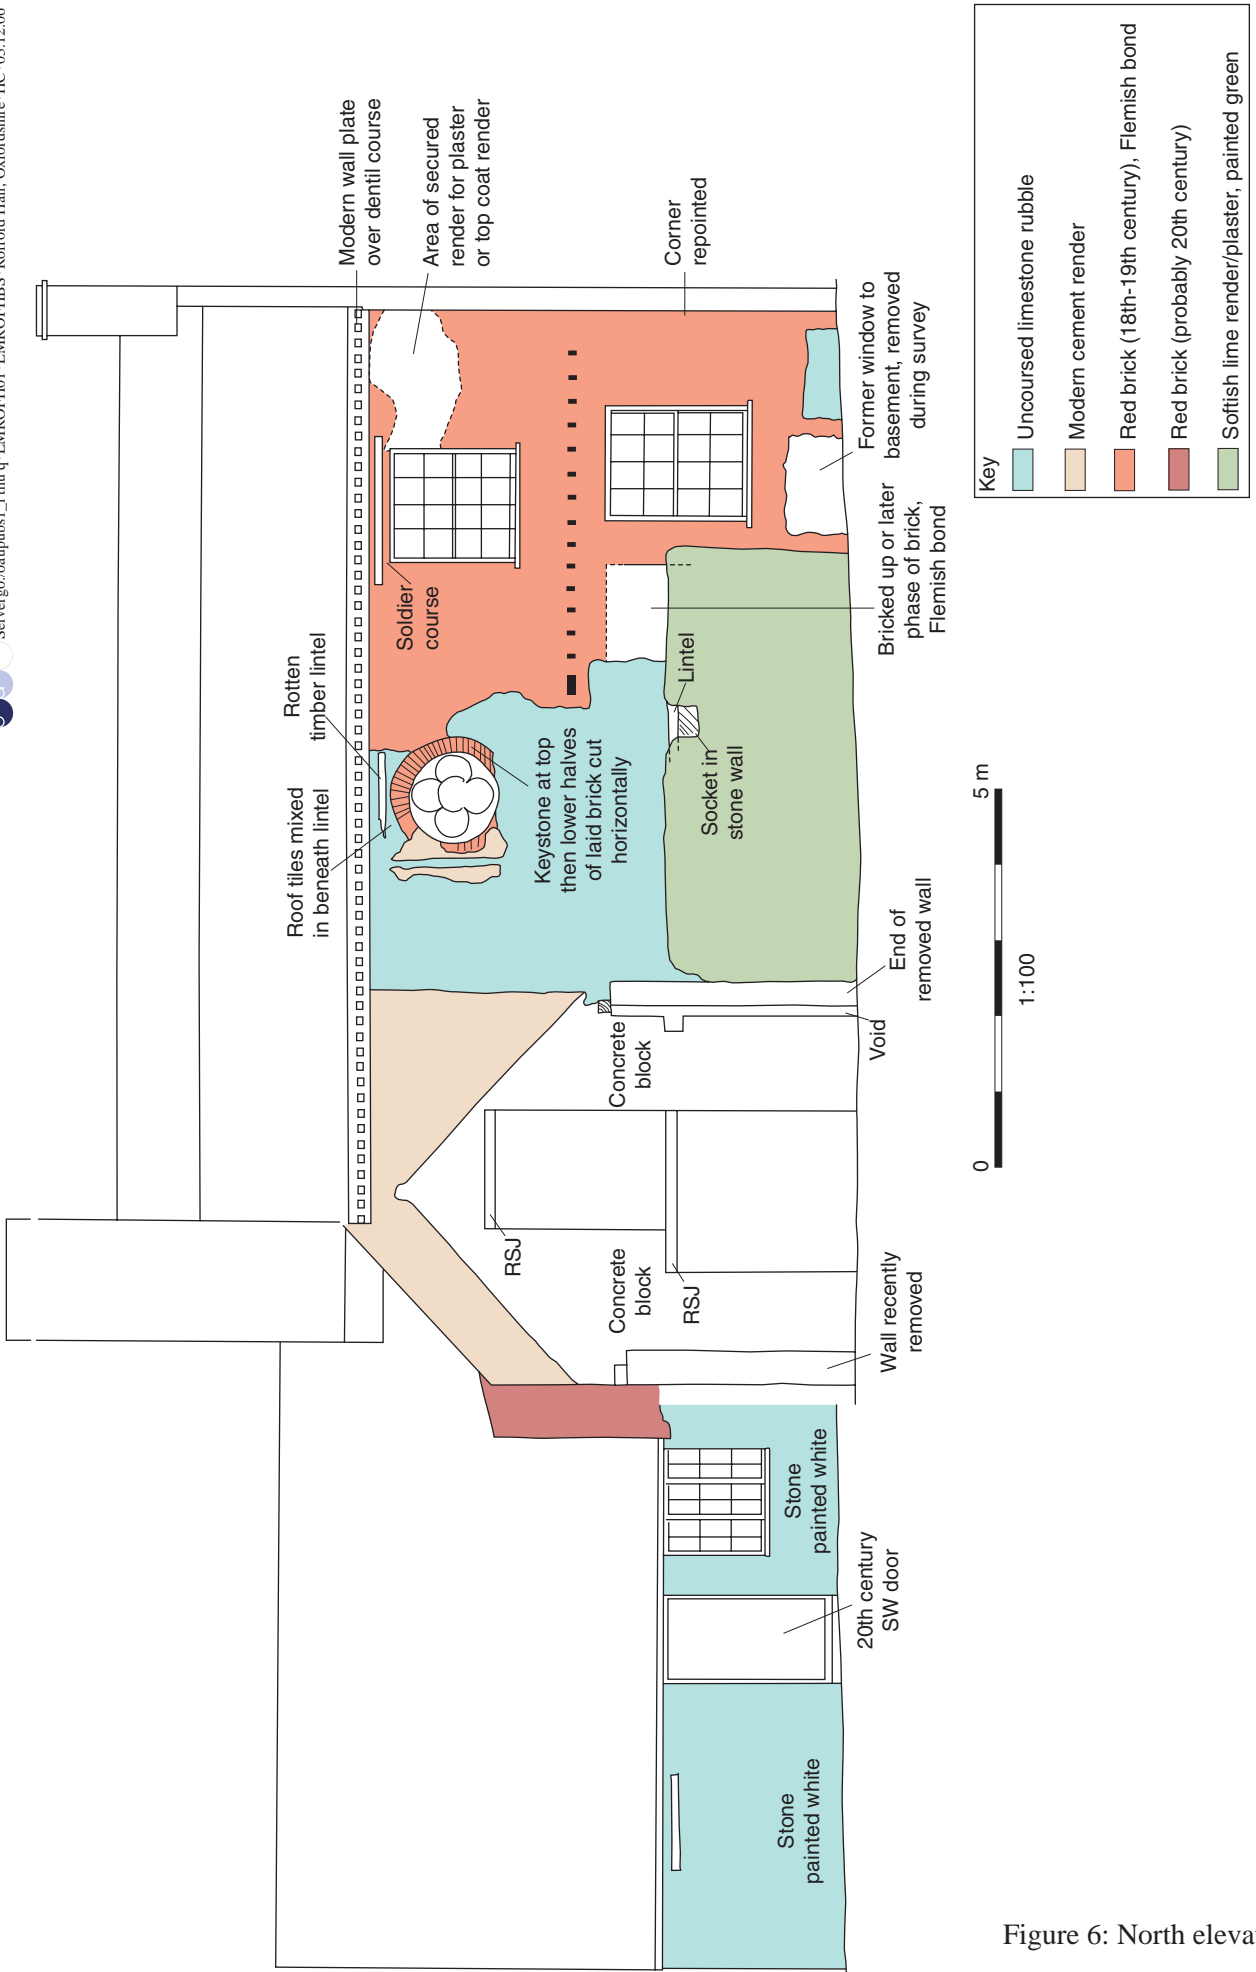 Modern wall plate
over dentil course
Area of secured
render for plaster
or top coat render
Corner
repointed
Former window to
basement, removed
during survey
Bricked up or later
phase of brick,
Flemish bond
Soldier
course
Rotten
timber lintel
Roof tiles mixed
in beneath lintel
Keystone at top
then lower halves
of laid brick cut
horizontally
Lintel
Socket in
stone wall
End of
removed wall
Void
Concrete
block
RSJ
Concrete
block
RSJ
Wall recently
removed
Stone
painted white
20th century
SW door
Stone
painted white
0
5 m
1:100
Key
Uncoursed limestone rubble
Modern cement render
Red brick (18th-19th century), Flemish bond
Red brick (probably 20th century)
Softish lime render/plaster, painted green
Figure 6: North eleva